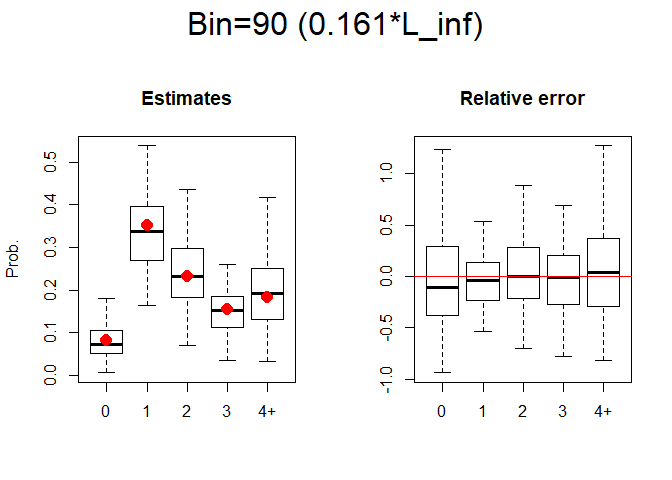 Bin=90 (0.161*L_inf)
Estimates
Prob.
0.5
0.4
0.3
0.2
0.1
0.0
0 1 2 3 4+
Relative error
1.0
0.5
0.0
-0.5
-1.0
0 1 2 3 4+